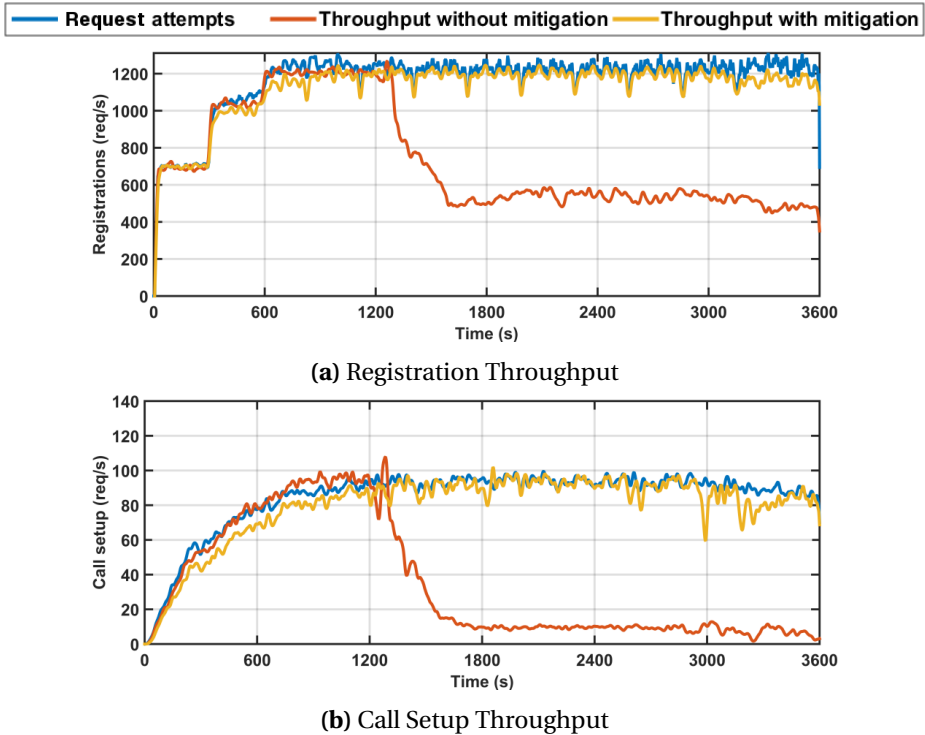 Request attempts Throughput without mitigation Throughput with mitigation
1200
1000
800
600
400
200
0
Registrations (req/s)
0 600 1200 1800 2400 3000 3600
Time (s)
(a) Registration Throughput
140
120
100
80
60
40
20
0
Call setup (req/s)
0 600 1200 1800 2400 3000 3600
Time (s)
(b) Call Setup Throughput